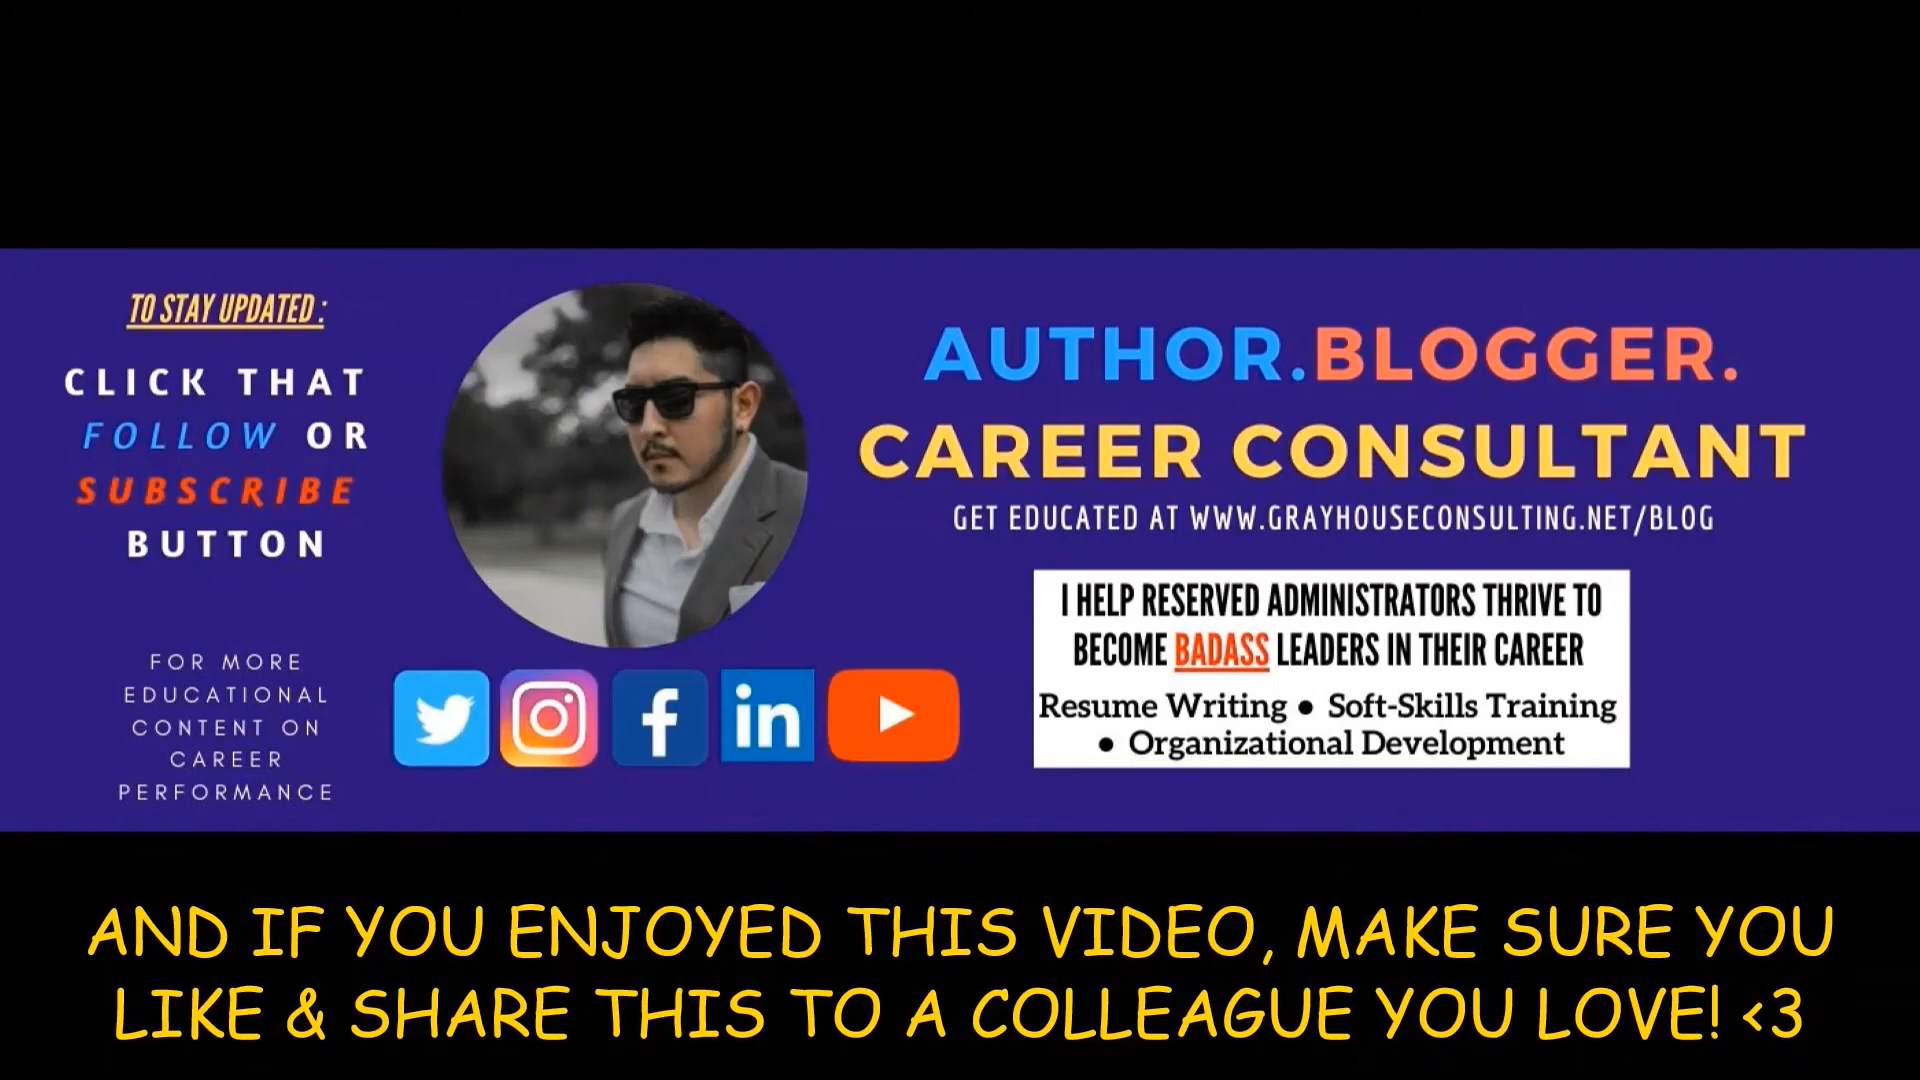 TO STAY UPDATED :
CLICK THAT
FOLLOW OR
SUBSCRIBE
BUTTON
FOR MORE
EDUCATIONAL
CONTENT ON
CAREER
PERFORMANCE
in
AUTHOR.BLOGGER.
CAREER CONSULTANT
GET EDUCATED AT WWW.GRAYHOUSECONSULTING.NET/BLOG
I HELP RESERVED ADMINISTRATORS THRIVE TO
BECOME BADASS LEADERS IN THEIR CAREER
Resume Writing ● Soft-Skills Training
● Organizational Development
AND IF YOU ENJOYED THIS VIDEO, MAKE SURE YOU
LIKE & SHARE THIS TO A COLLEAGUE YOU LOVE! <3